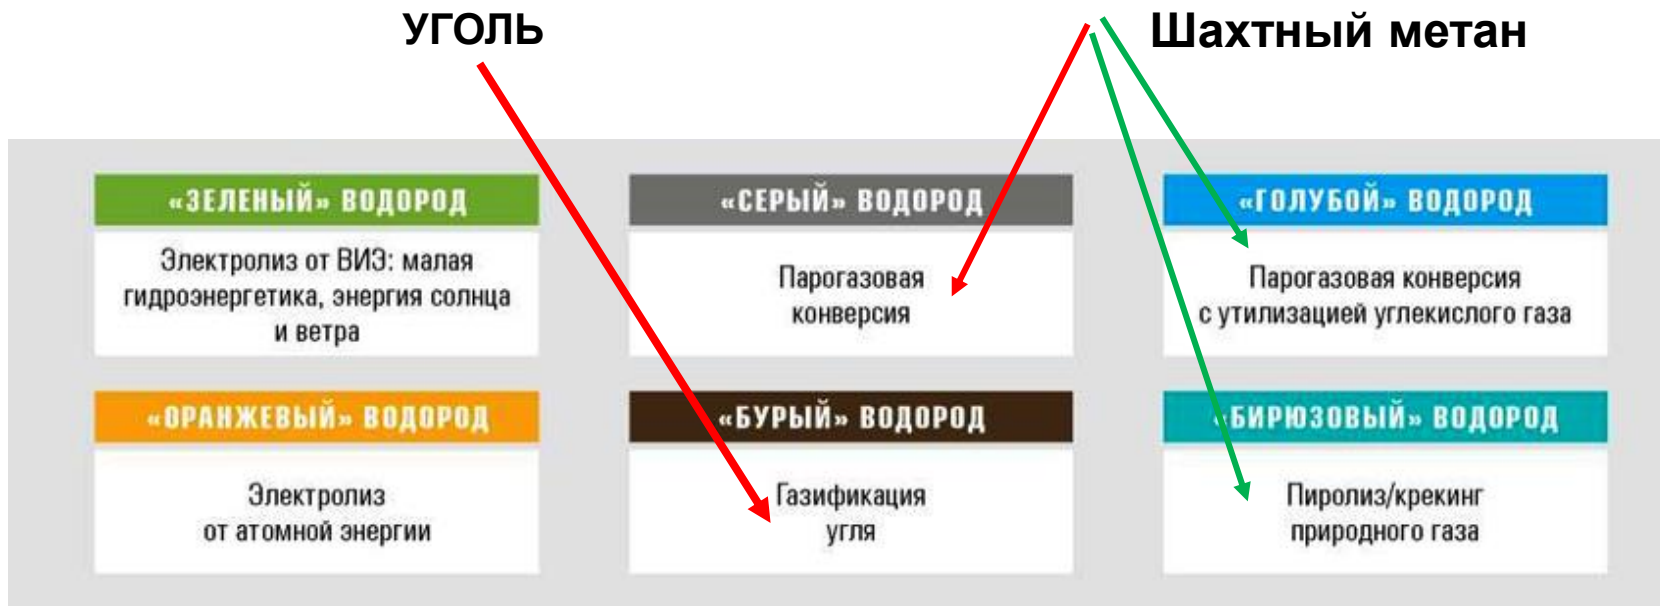 УГОЛЬ
Шахтный метан
«ЗЕЛЕНЫЙ» ВОДОРОД
Электролиз от ВИЭ: малая
гидроэнергетика, энергия солнца
и ветра
«СЕРЫЙ» ВОДОРОД
Парогазовая
конверсия
«ГОЛУБОЙ» ВОДОРОД
Парогазовая конверсия
с утилизацией углекислого газа
«ОРАНЖЕВЫЙ» ВОДОРОД
Электролиз
от атомной энергии
«БУРЫЙ» ВОДОРОД
Газификация
угля
«БИРЮЗОВЫЙ» ВОДОРОД
Пиролиз/крекинг
природного газа